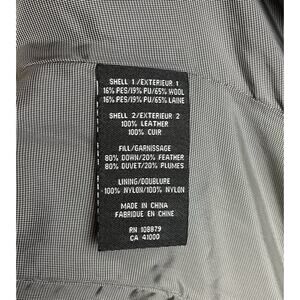 SHELL 1/EXTERIEUR 1
16% PES/19% PU/65% WOOL
16% PES/19% PU/65% LAINE
SHELL 2/EXTERIEUR 2
100% LEATHER
100% CUIR
FILL/GARNISSAGE
80% DOWN/20% FEATHER
80% DUVET/20% PLUMES
LINING/DOUBLURE
100% NYLON/100% NYLON
MADE IN CHINA
FABRIQUE EN CHINE
RN 108879
CA 41000